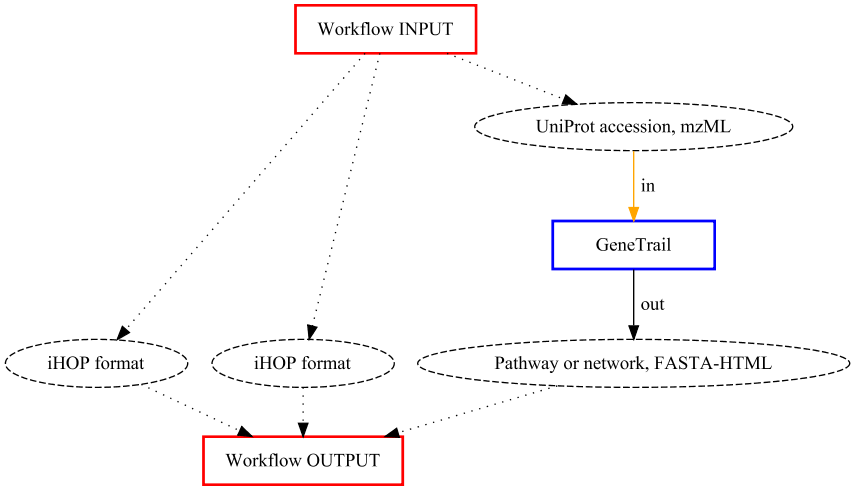 Workflow INPUT
UniProt accession, mzML
in
GeneTrail
out
iHOP format
iHOP format
Pathway or network, FASTA-HTML
Workflow OUTPUT